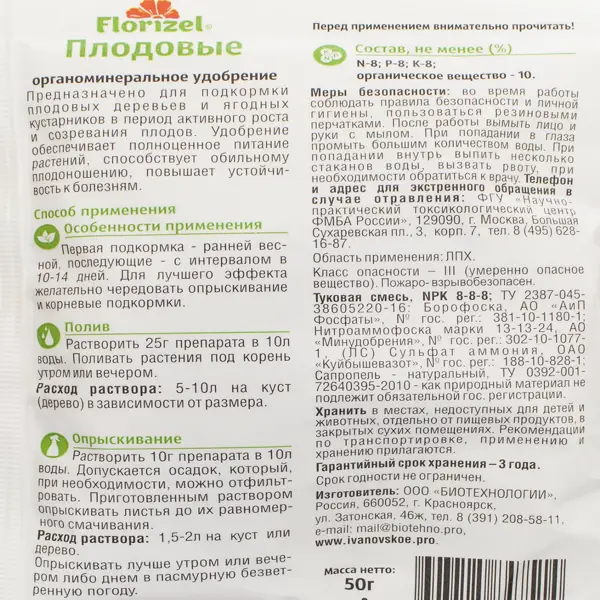 Florizel®
Плодовые
органоминеральное удобрение
Предназначено для подкормки
плодовых деревьев и ягодных
кустарников в период активного роста
и созревания плодов. Удобрение
обеспечивает полноценное питание
растений, способствует обильному
плодоношению, повышает устойчи-
вость к болезням.
Способ применения
Особенности применения
Первая подкормка - ранней вес-
ной, последующие - с интервалом в
10-14 дней. Для лучшего эффекта
желательно чередовать опрыскивание
и корневые подкормки.
Полив
Растворить 25г препарата в 10л
воды. Поливать растения под корень
утром или вечером.
Расход раствора: 5-10л на куст
(дерево) в зависимости от размера.
Опрыскивание
Растворить 10г препарата в 10л
воды. Допускается осадок, который,
при необходимости, можно отфильт-
ровать. Приготовленным раствором
опрыскивать листья до их равномер-
ного смачивания.
Расход раствора: 1,5-2л на куст или
дерево.
Опрыскивать лучше утром или вече-
ром либо днем в пасмурную безвет-
ренную погоду.
Перед применением внимательно прочитать!
Состав, не менее (%)
N-8; P-8; K-8;
органическое вещество - 10.
Меры безопасности: во время работы
соблюдать правила безопасности и личной
гигиены, пользоваться резиновыми
перчатками. После работы вымыть лицо и
руки с мылом. При попадании в глаза
промыть большим количеством воды. При
попадании внутрь выпить несколько
стаканов воды, вызвать рвоту, при
необходимости обратиться к врачу. Телефон
и адрес для экстренного обращения в
случае отравления: ФГУ «Научно-
практический токсикологический центр
ФМБА России», 129090, г. Москва, Большая
Сухаревская пл., 3, корп. 7, тел. 8 (495) 628-
16-87.
Область применения: ЛПХ.
Класс опасности – III (умеренно опасное
вещество). Пожаро- взрывобезопасен.
Туковая смесь, NPK 8-8-8; ТУ 2387-045-
38605220-16: Борофоска, АО «АиП
Фосфаты», № гос. рег.: 381-10-1180-1;
Нитроаммофоска марки 13-13-24, АО
«Минудобрения», № гос. рег.: 302-10-1077-
1, (ЛС) Сульфат аммония, ОАО
«Куйбышевазот», № гос. рег.: 188-10-828-1;
Сапропель - натуральный, ТУ 0392-001-
72640395-2010 - как природный материал не
подлежит обязательной гос. регистрации.
Хранить в местах, недоступных для детей и
животных, отдельно от пищевых продуктов, в
закрытых сухих помещениях. Рекомендации
по транспортировке, применению и
хранению прилагаются.
Гарантийный срок хранения – 3 года.
Срок годности не ограничен.
Изготовитель: ООО «БИОТЕХНОЛОГИИ»,
Россия, 660052, г. Красноярск,
ул. Затонская, 46ж, тел. 8 (391) 208-58-11,
e-mail: mail@biotehno.pro,
www.ivanovskoe.pro.
Масса нетто:
50г